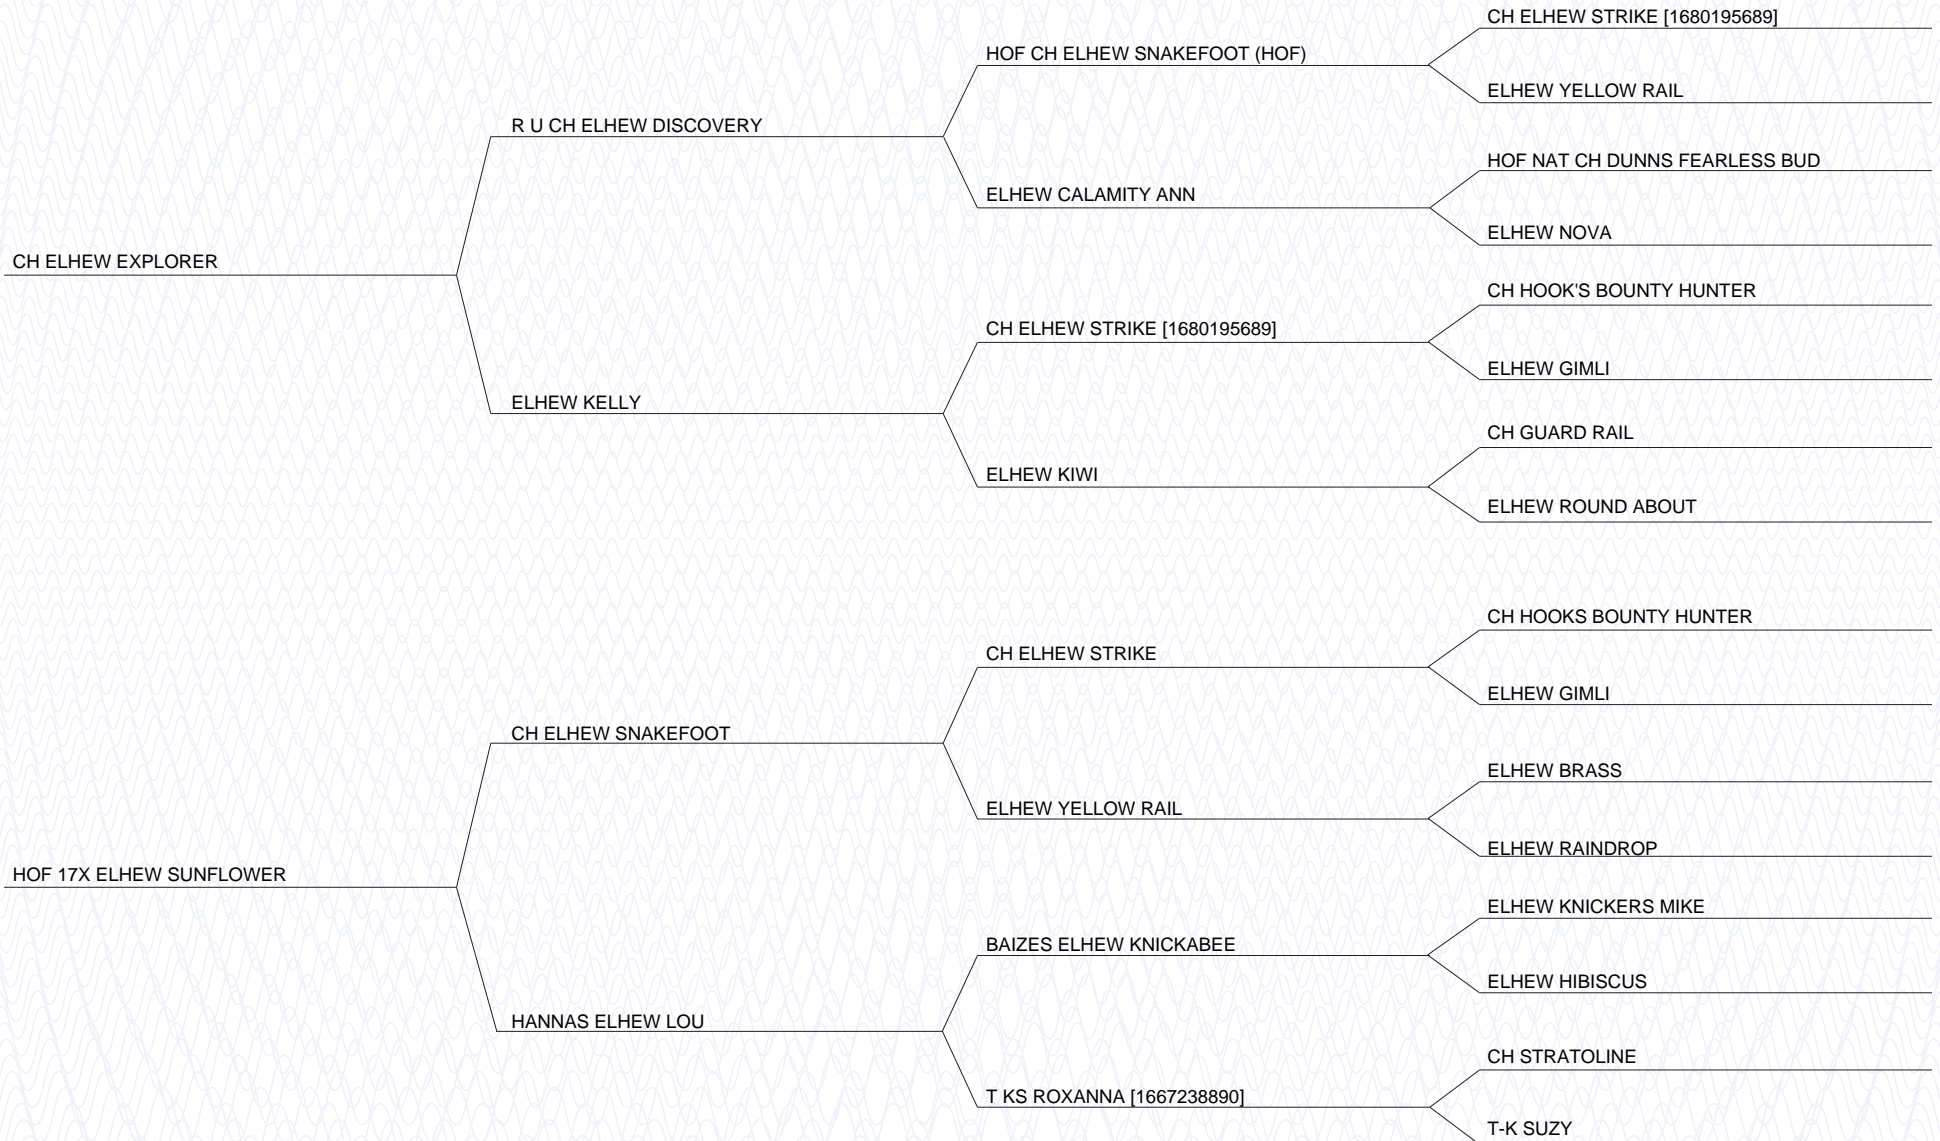 CH ELHEW STRIKE [1680195689]
HOF CH ELHEW SNAKEFOOT (HOF)
ELHEW YELLOW RAIL
R U CH ELHEW DISCOVERY
HOF NAT CH DUNNS FEARLESS BUD
ELHEW CALAMITY ANN
ELHEW NOVA
CH ELHEW EXPLORER
CH HOOK'S BOUNTY HUNTER
CH ELHEW STRIKE [1680195689]
ELHEW GIMLI
ELHEW KELLY
CH GUARD RAIL
ELHEW KIWI
ELHEW ROUND ABOUT
CH HOOKS BOUNTY HUNTER
CH ELHEW STRIKE
ELHEW GIMLI
CH ELHEW SNAKEFOOT
ELHEW BRASS
ELHEW YELLOW RAIL
ELHEW RAINDROP
HOF 17X ELHEW SUNFLOWER
ELHEW KNICKERS MIKE
BAIZES ELHEW KNICKABEE
ELHEW HIBISCUS
HANNAS ELHEW LOU
CH STRATOLINE
T KS ROXANNA [1667238890]
T-K SUZY